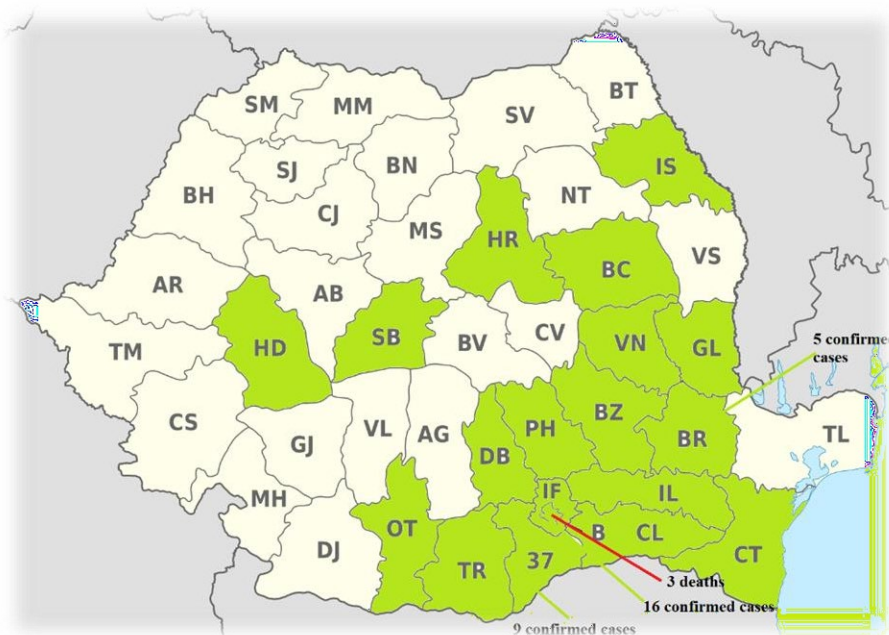 BT
SM
MM
SV
IS
BN
SJ
BH
NT
CJ
MS
HR
VS
BC
AR
AB
SB
5 confirmed
cases
TM
HD
BV
CV
VN
GL
CS
VL
AG
BZ
PH
BR
TL
GJ
DB
IF
IL
MH
OT
B
CL
DJ
TR
37
CT
3 deaths
16 confirmed cases
9 confirmed cases